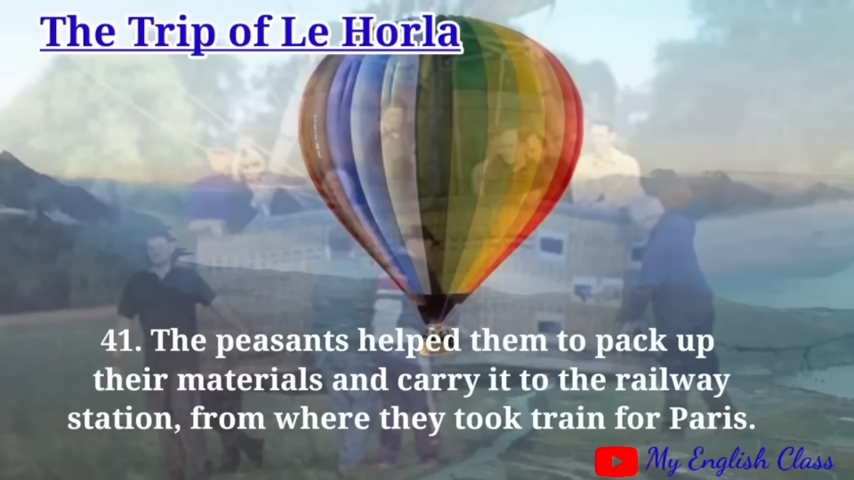 The Trip of Le Horla
41. The peasants helped them to pack up
their materials and carry it to the railway
station, from where they took train for Paris.
My English Class